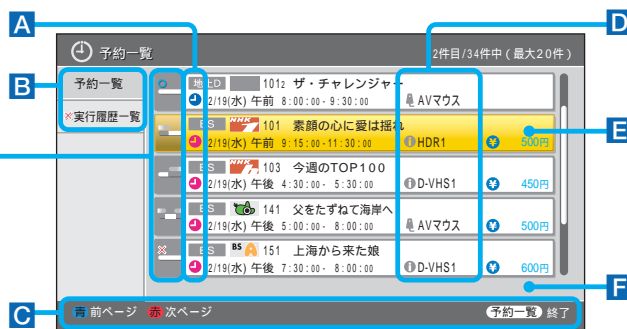 A
D
予約一覧
2件目/34件中(最大20件)
B
予約一覧
×実行履歴一覧
地上D 1012 ザ・チャレンジャー
2/19(水) 午前 8:00:00-9:30:00 AVマウス
E
BS NHK 101 素顔の心に愛は揺れ
2/19(水) 午前 9:15:00-11:30:00 HDR1 ¥ 500円
BS NHK 103 今週のTOP100
2/19(水) 午後 4:30:00- 5:30:00 D-VHS1 ¥ 450円
BS 141 父をたずねて海岸へ
2/19(水) 午後 5:00:00- 8:00:00 AVマウス ¥ 500円
BS BSA 151 上海から来た娘
2/19(水) 午後 7:30:00- 8:00:00 D-VHS1 ¥ 600円
F
C
青 前ページ 赤 次ページ 予約一覧 終了